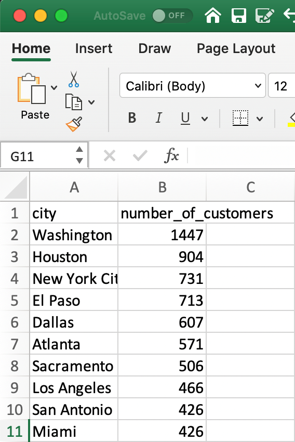 AutoSave OFF
Home Insert Draw Page Layout
Paste
Calibri (Body) 12
B I U
G11 fx
A B C
1 city number_of_customers
2 Washington 1447
3 Houston 904
4 New York Cit 731
5 El Paso 713
6 Dallas 607
7 Atlanta 571
8 Sacramento 506
9 Los Angeles 466
10 San Antonio 426
11 Miami 426